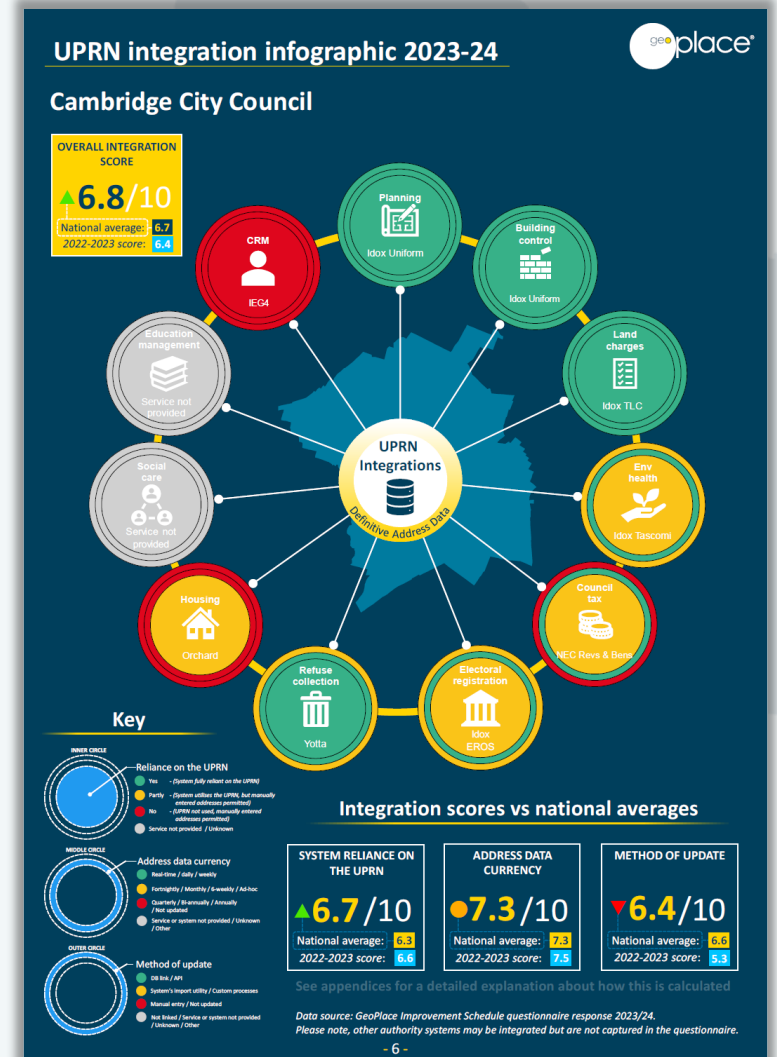 UPRN integration infographic 2023-24
geoplace®
Cambridge City Council
OVERALL INTEGRATION
SCORE
6.8/10
National average: 6.7
2022-2023 score: 6.4
Planning
Idox Uniform
Building
control
Idox Uniform
CRM
IEG4
Land
charges
Idox TLC
Education
management
Service not
provided
UPRN
Integrations
Definitive Address Data
Env
health
Idox Tascomi
Social
care
Service not
provided
Council
tax
NEC Revs & Bens
Housing
Orchard
Refuse
collection
Yotta
Electoral
registration
Idox
EROS
Key
INNER CIRCLE
Reliance on the UPRN
Yes - (System fully reliant on the UPRN)
Partly - (System utilises the UPRN, but manually
entered addresses permitted)
No - (UPRN not used, manually entered
addresses permitted)
Service not provided / Unknown
MIDDLE CIRCLE
Address data currency
Real-time / daily / weekly
Fortnightly / Monthly / 6-weekly / Ad-hoc
Quarterly / Bi-annually / Annually
/ Not updated
Service or system not provided / Unknown
/ Other
OUTER CIRCLE
Method of update
DB link / API
System's import utility / Custom processes
Manual entry / Not updated
Not linked / Service or system not provided
/ Unknown / Other
Integration scores vs national averages
SYSTEM RELIANCE ON
THE UPRN
6.7/10
National average: 6.3
2022-2023 score: 6.6
ADDRESS DATA
CURRENCY
7.3/10
National average: 7.3
2022-2023 score: 7.5
METHOD OF UPDATE
6.4/10
National average: 6.6
2022-2023 score: 5.3
See appendices for a detailed explanation about how this is calculated
Data source: GeoPlace Improvement Schedule questionnaire response 2023/24.
Please note, other authority systems may be integrated but are not captured in the questionnaire.
- 6 -